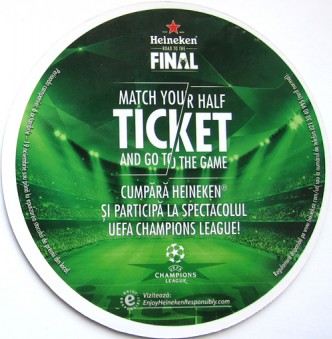 Heineken®
ROAD TO THE
FINAL
MATCH YOUR HALF
TICKET
AND GO TO THE GAME
CUMPĂRĂ HEINEKEN®
ȘI PARTICIPĂ LA SPECTACOLUL
UEFA CHAMPIONS LEAGUE!
CHAMPIONS
LEAGUE®
Vizitează:
EnjoyHeinekenResponsibly.com